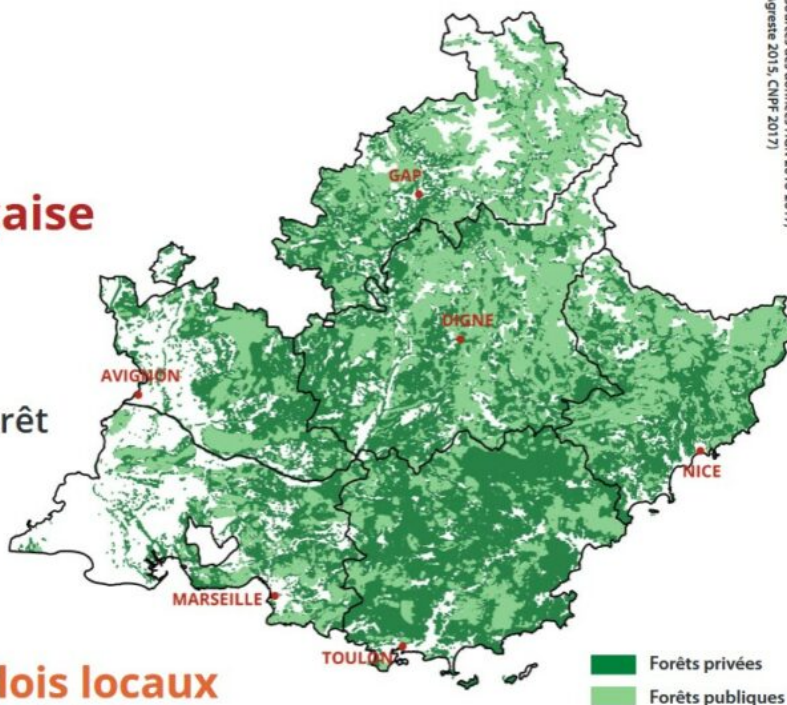 GAP
aise
DIGNE
AVIGNON
rêt
NICE
MARSEILLE
TOULON
lois locaux
Forêts privées
Forêts publiques
greste 2015, CNPF 2017)